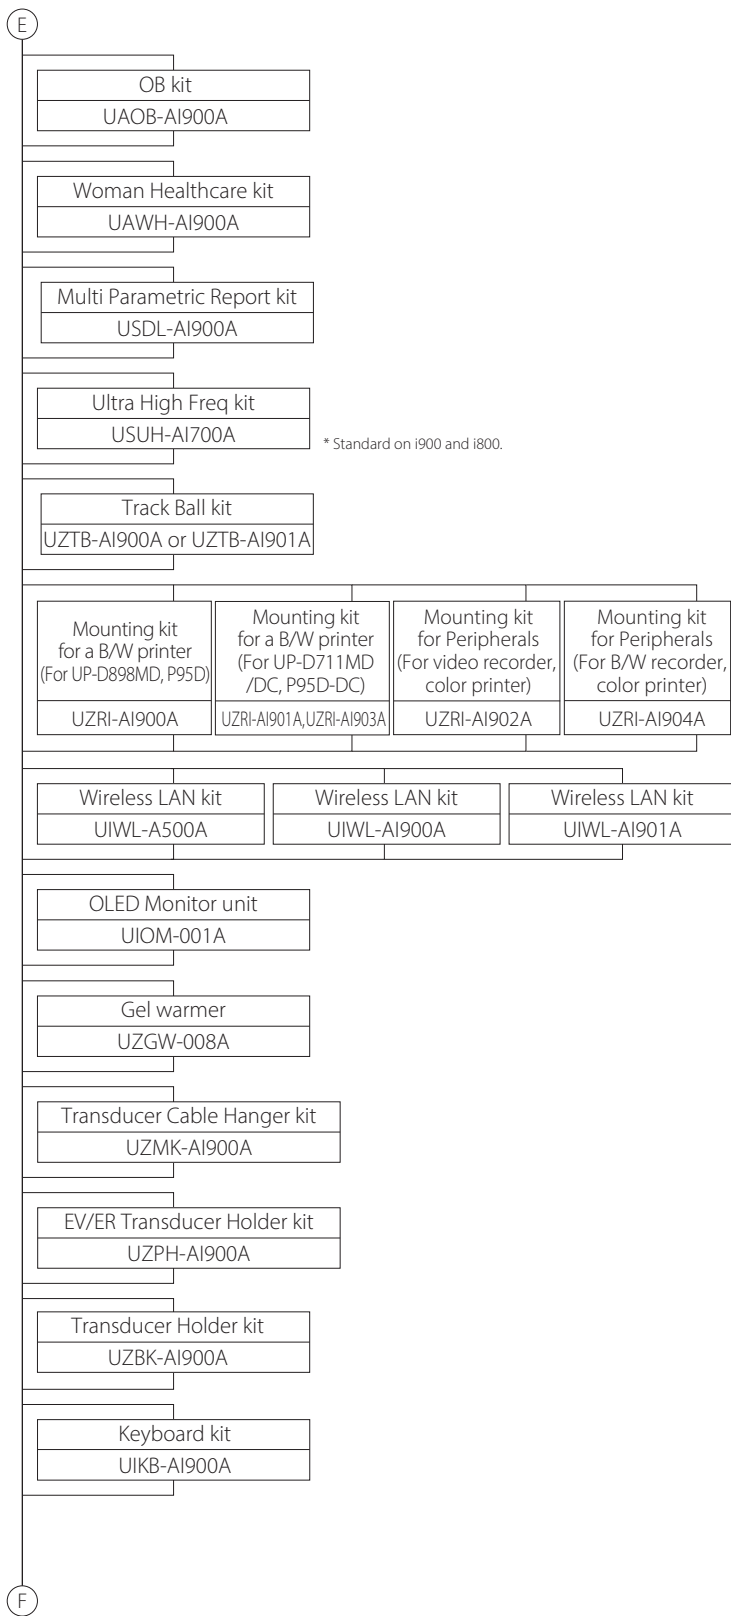 E
OB kit
UAOB-AI900A
Woman Healthcare kit
UAWH-AI900A
Multi Parametric Report kit
USDL-AI900A
Ultra High Freq kit
USUH-AI700A
* Standard on i900 and i800.
Track Ball kit
UZTB-AI900A or UZTB-AI901A
Mounting kit
for a B/W printer
(For UP-D898MD, P95D)
UZRI-AI900A
Mounting kit
for a B/W printer
(For UP-D711MD
/DC, P95D-DC)
UZRI-AI901A,UZRI-AI903A
Mounting kit
for Peripherals
(For video recorder,
color printer)
UZRI-AI902A
Mounting kit
for Peripherals
(For B/W recorder,
color printer)
UZRI-AI904A
Wireless LAN kit
UIWL-A500A
Wireless LAN kit
UIWL-AI900A
Wireless LAN kit
UIWL-AI901A
OLED Monitor unit
UIOM-001A
Gel warmer
UZGW-008A
Transducer Cable Hanger kit
UZMK-AI900A
EV/ER Transducer Holder kit
UZPH-AI900A
Transducer Holder kit
UZBK-AI900A
Keyboard kit
UIKB-AI900A
F